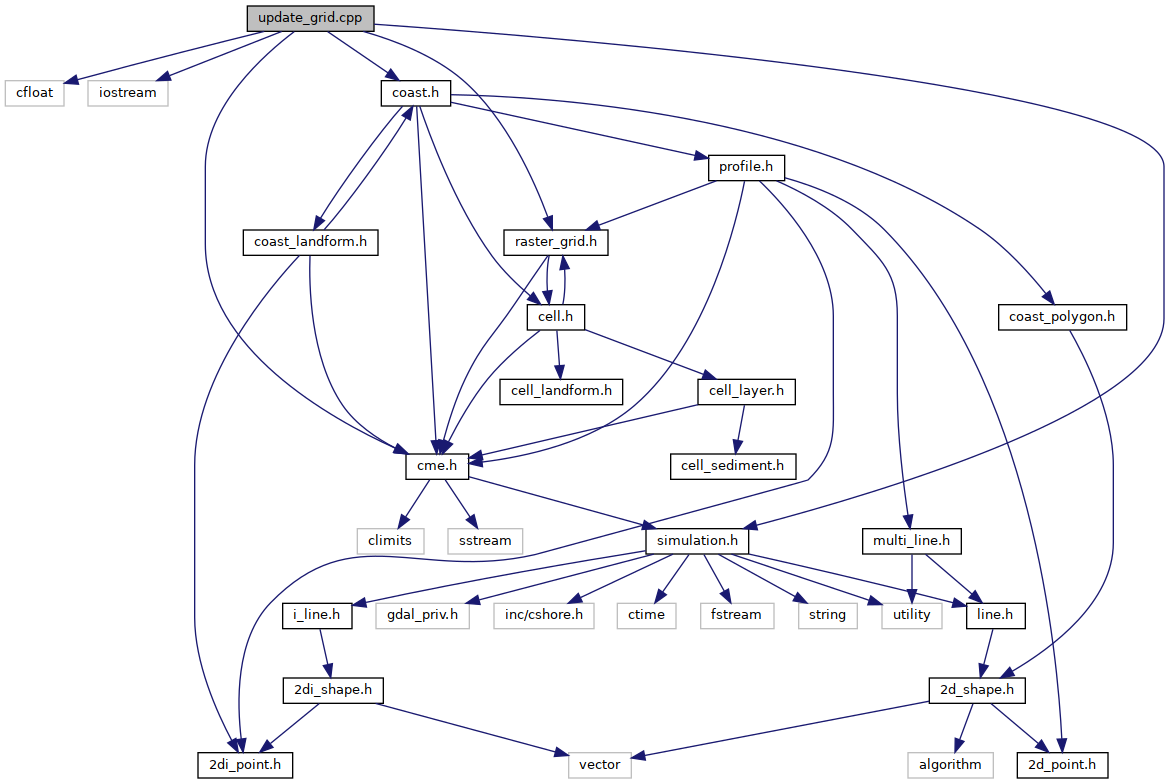 update_grid.cpp
cfloat
iostream
coast.h
profile.h
coast_landform.h
raster_grid.h
cell.h
coast_polygon.h
cell_landform.h
cell_layer.h
cme.h
cell_sediment.h
climits
sstream
simulation.h
multi_line.h
i_line.h
gdal_priv.h
inc/cshore.h
ctime
fstream
string
utility
line.h
2di_shape.h
2d_shape.h
2di_point.h
vector
algorithm
2d_point.h